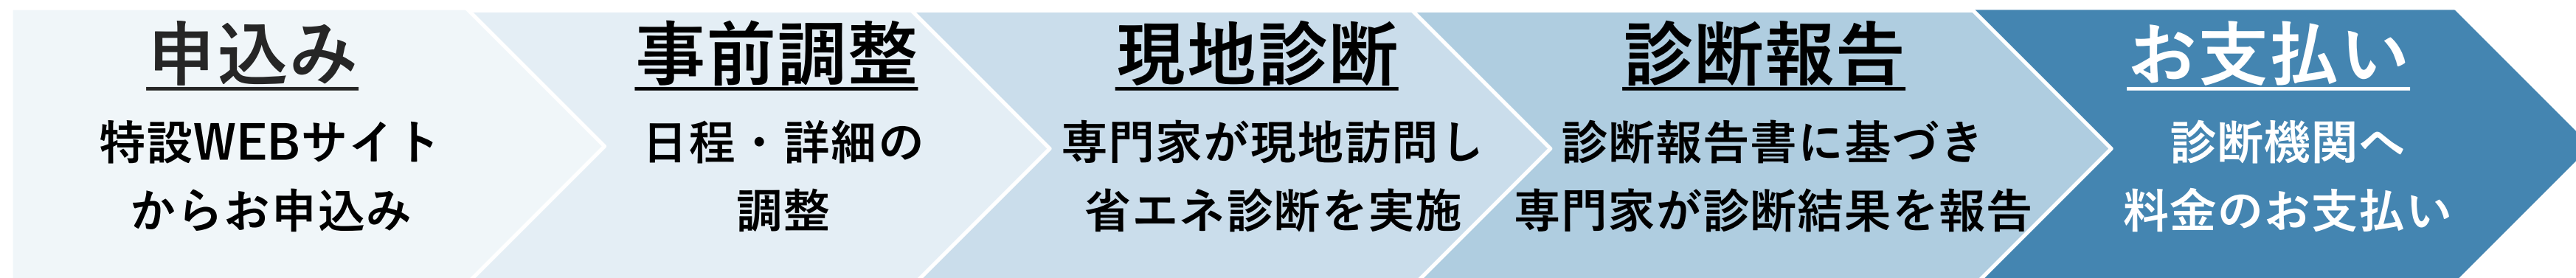 申込み
特設WEBサイト
からお申込み
事前調整
日程・詳細の
調整
現地診断
専門家が現地訪問し
省エネ診断を実施
診断報告
診断報告書に基づき
専門家が診断結果を報告
お支払い
診断機関へ
料金のお支払い